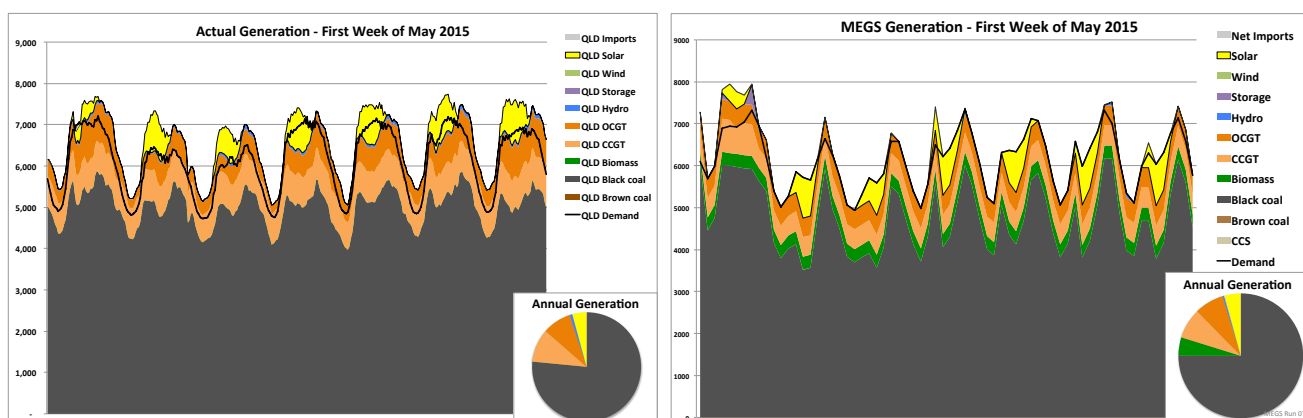 Actual Generation - First Week of May 2015
9,000
8,000
7,000
6,000
5,000
4,000
3,000
2,000
1,000
-
QLD Imports
QLD Solar
QLD Wind
QLD Storage
QLD Hydro
QLD OCGT
QLD CCGT
QLD Biomass
QLD Black coal
QLD Brown coal
QLD Demand
Annual Generation
MEGS Generation - First Week of May 2015
9000
8000
7000
6000
5000
4000
3000
2000
1000
0
Net Imports
Solar
Wind
Storage
Hydro
OCGT
CCGT
Biomass
Black coal
Brown coal
CCS
Demand
Annual Generation
MEGS Run 0